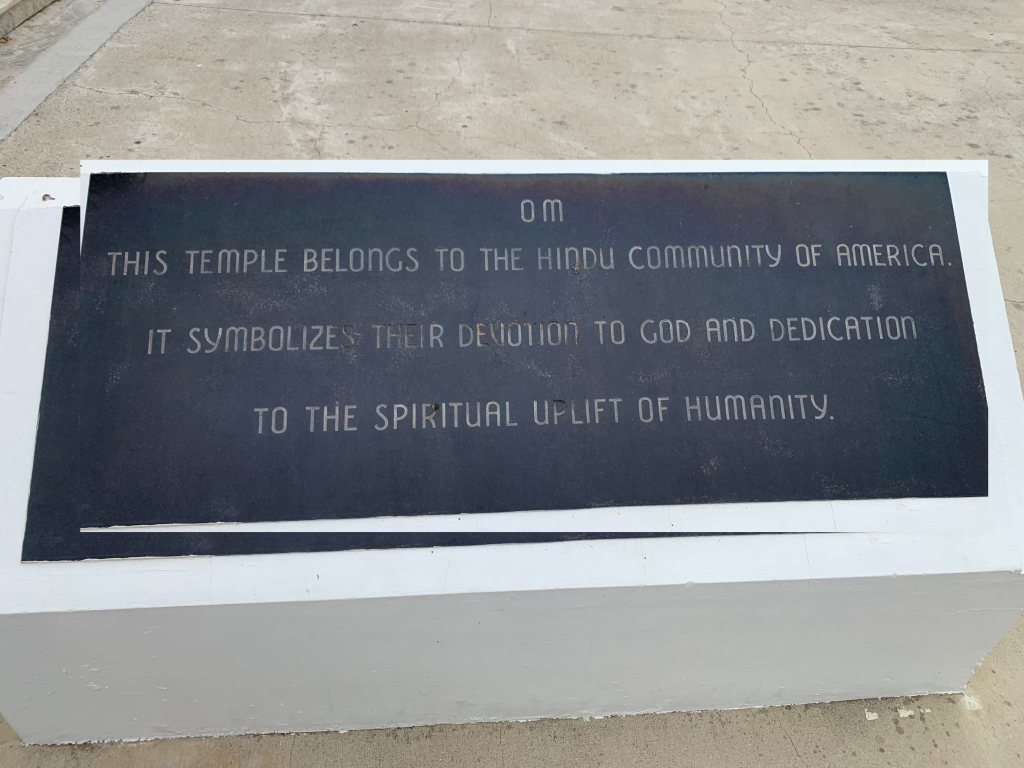 OM
THIS TEMPLE BELONGS TO THE HINDU COMMUNITY OF AMERICA.
IT SYMBOLIZES THEIR DEVOTION TO GOD AND DEDICATION
TO THE SPIRITUAL UPLIFT OF HUMANITY.